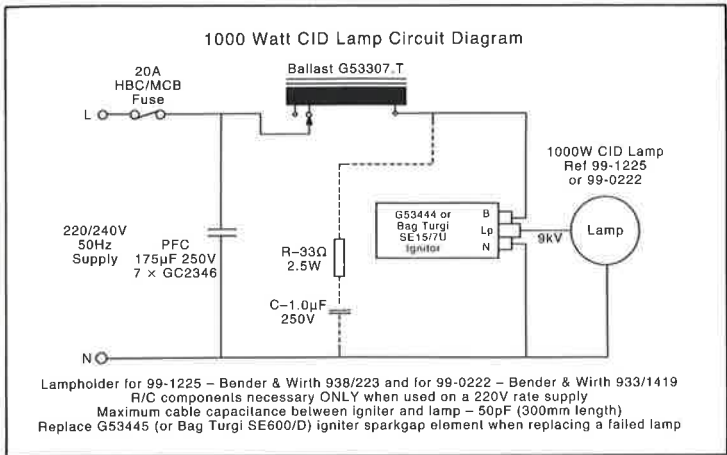 1000 Watt CID Lamp Circuit Diagram
20A
HBC/MCB
Fuse
Ballast G53307.T
L
1000W CID Lamp
Ref 99-1225
or 99-0222
G53444 or
Bag Turgi
SE15/7U
Ignitor
B
Lp
N
9kV
Lamp
220/240V
50Hz
Supply
PFC
175µF 250V
7 × GC2346
R–33Ω
2.5W
C–1.0µF
250V
N
Lampholder for 99-1225 – Bender & Wirth 938/223 and for 99-0222 – Bender & Wirth 933/1419
R/C components necessary ONLY when used on a 220V rate supply
Maximum cable capacitance between igniter and lamp – 50pF (300mm length)
Replace G53445 (or Bag Turgi SE600/D) igniter sparkgap element when replacing a failed lamp